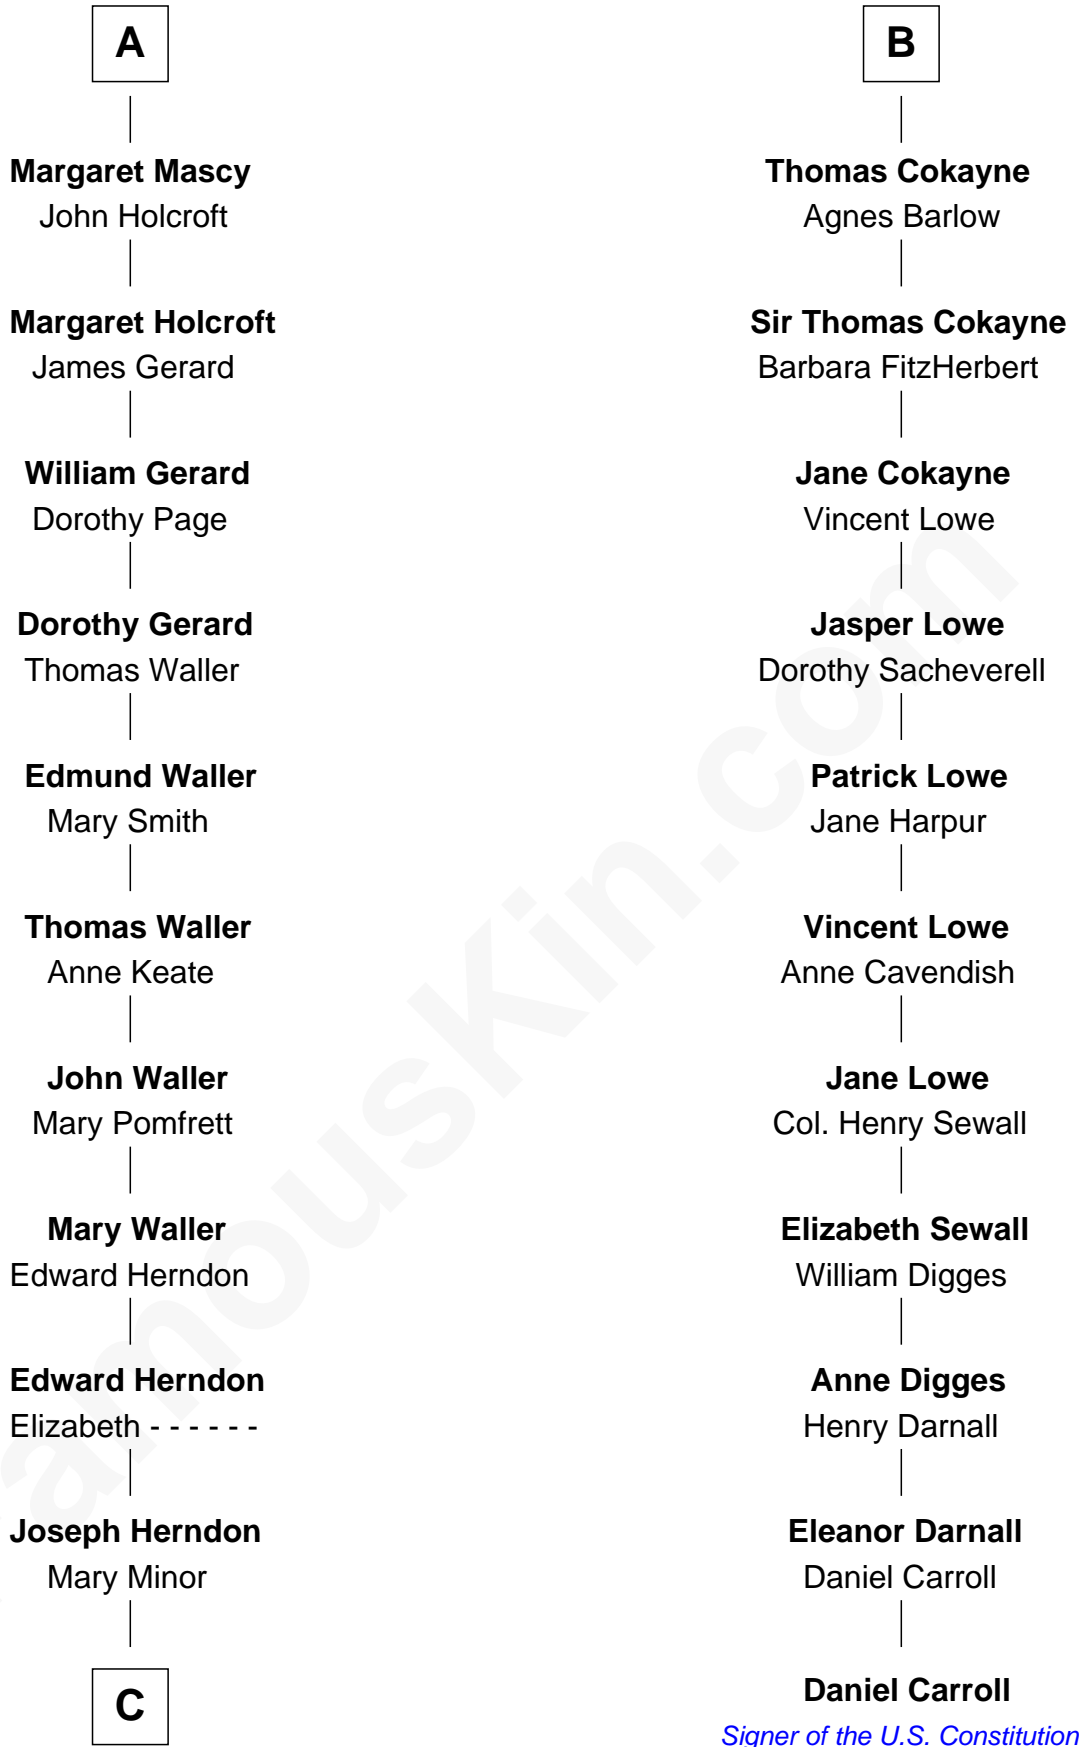 A
Margaret Mascy
John Holcroft
Margaret Holcroft
James Gerard
William Gerard
Dorothy Page
Dorothy Gerard
Thomas Waller
Edmund Waller
Mary Smith
Thomas Waller
Anne Keate
John Waller
Mary Pomfrett
Mary Waller
Edward Herndon
Edward Herndon
Elizabeth - - - - - -
Joseph Herndon
Mary Minor
C
B
Thomas Cokayne
Agnes Barlow
Sir Thomas Cokayne
Barbara FitzHerbert
Jane Cokayne
Vincent Lowe
Jasper Lowe
Dorothy Sacheverell
Patrick Lowe
Jane Harpur
Vincent Lowe
Anne Cavendish
Jane Lowe
Col. Henry Sewall
Elizabeth Sewall
William Digges
Anne Digges
Henry Darnall
Eleanor Darnall
Daniel Carroll
Daniel Carroll
Signer of the U.S. Constitution
amouskin.com